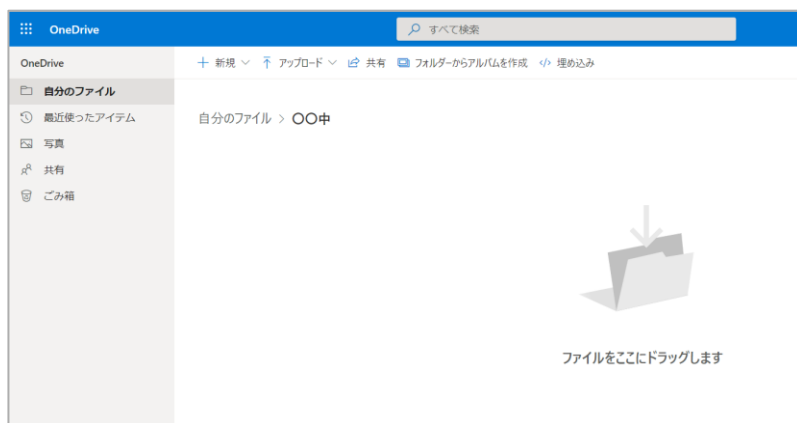 OneDrive
すべて検索
OneDrive
+ 新規 アップロード 共有 フォルダーからアルバムを作成 </> 埋め込み
自分のファイル
最近使ったアイテム
写真
共有
ごみ箱
自分のファイル > 〇〇中
ファイルをここにドラッグします